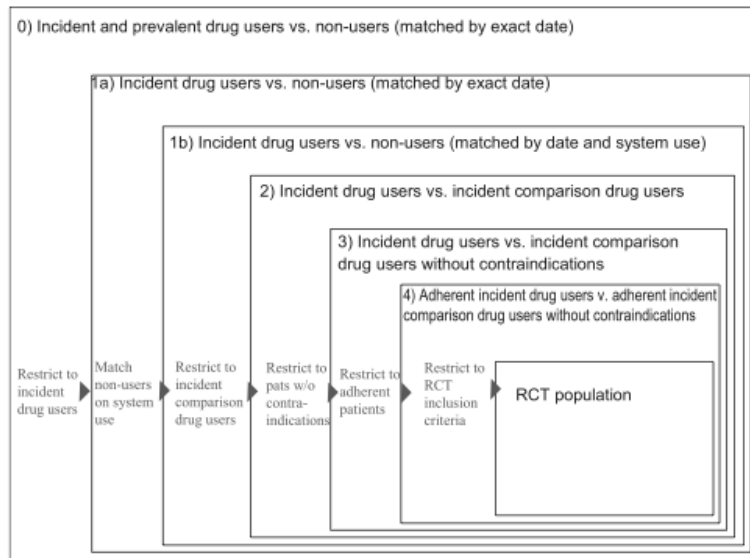 0) Incident and prevalent drug users vs. non-users (matched by exact date)
1a) Incident drug users vs. non-users (matched by exact date)
1b) Incident drug users vs. non-users (matched by date and system use)
2) Incident drug users vs. incident comparison drug users
3) Incident drug users vs. incident comparison
drug users without contraindications
4) Adherent incident drug users v. adherent incident
comparison drug users without contraindications
Restrict to
incident
drug users
Match
non-users
on system
use
Restrict to
incident
comparison
drug users
Restrict to
pats w/o
contra-
indications
Restrict to
adherent
patients
Restrict to
RCT
inclusion
criteria
RCT population